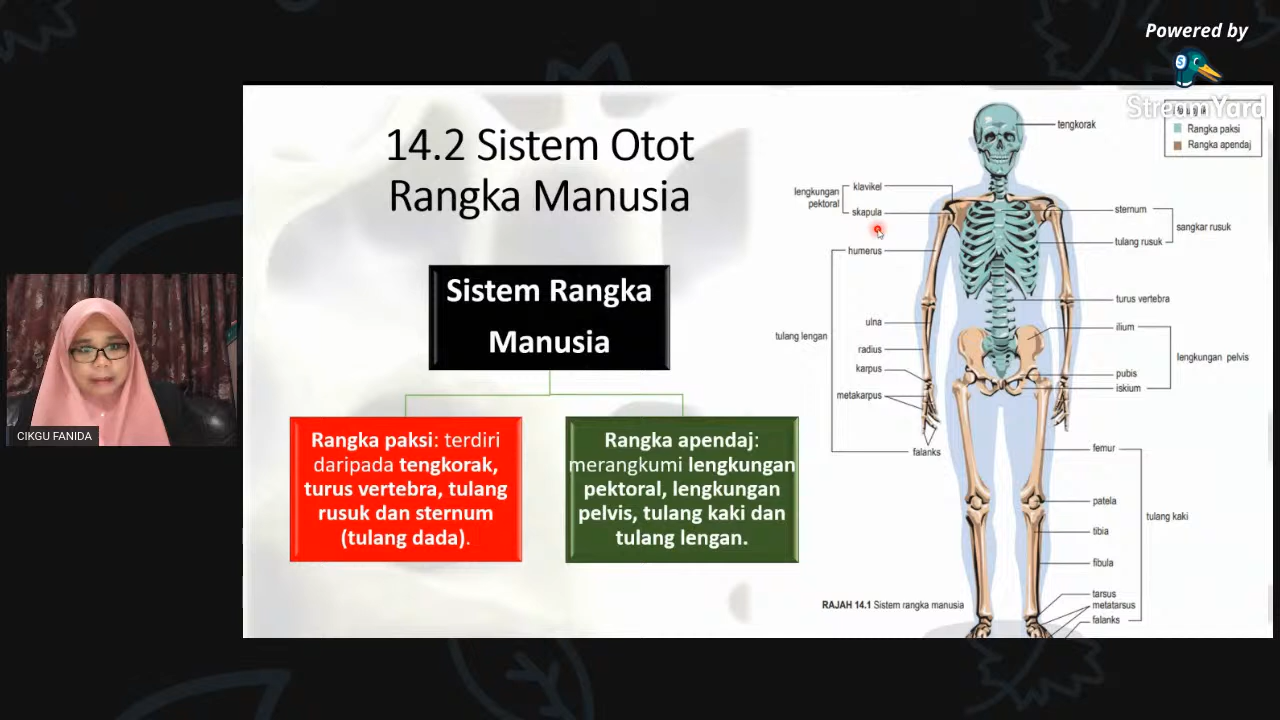 Powered by
StreamYard
14.2 Sistem Otot
Rangka Manusia
Sistem Rangka
Manusia
Rangka paksi: terdiri
daripada tengkorak,
turus vertebra, tulang
rusuk dan sternum
(tulang dada).
Rangka apendaj:
merangkumi lengkungan
pektoral, lengkungan
pelvis, tulang kaki dan
tulang lengan.
Rangka paksi
Rangka apendaj
tengkorak
lengkungan
pektoral
klavikel
skapula
humerus
tulang lengan
ulna
radius
karpus
metakarpus
falanks
sternum
tulang rusuk
sangkar rusuk
turus vertebra
ilium
pubis
iskium
lengkungan pelvis
femur
patela
tibia
fibula
tulang kaki
tarsus
metatarsus
falanks
RAJAH 14.1 Sistem rangka manusia
CIKGU FANIDA